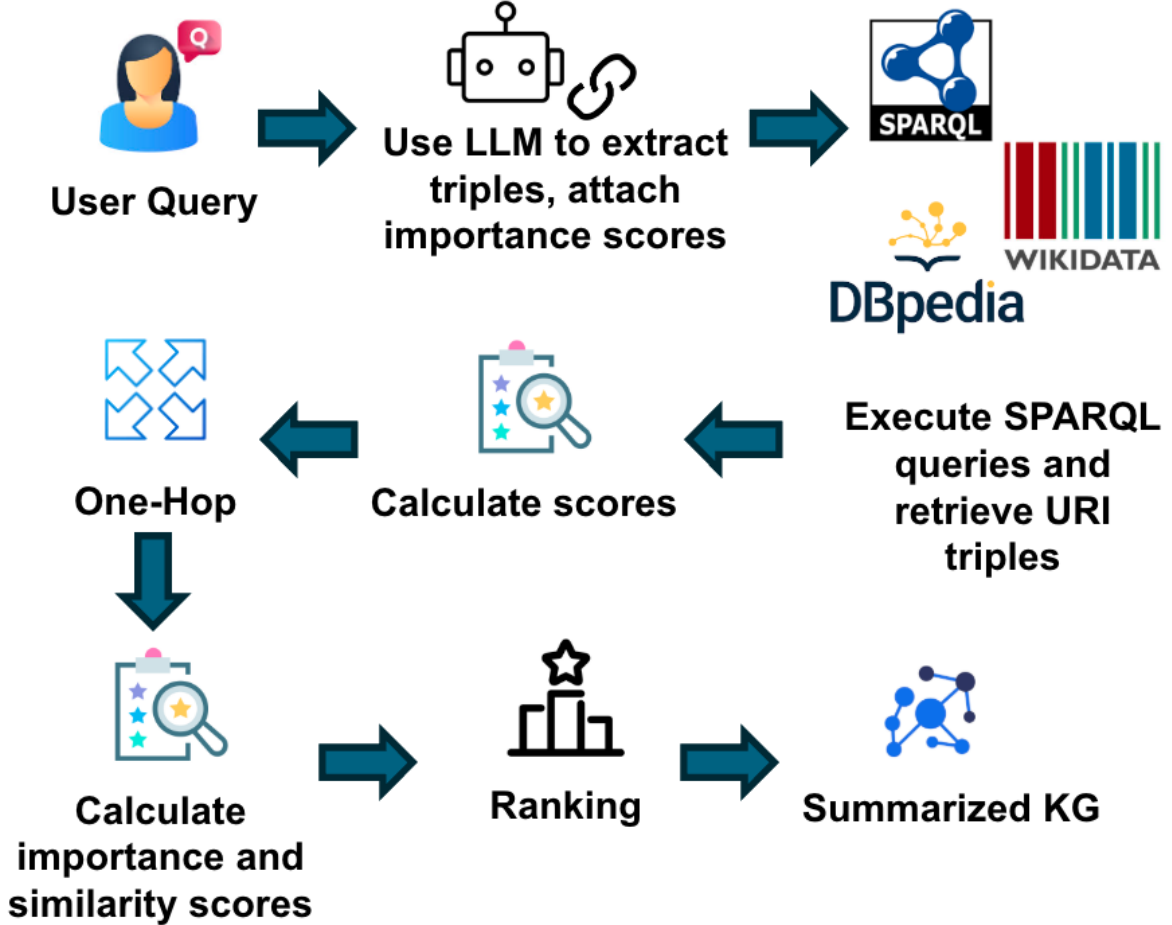 Q
User Query
Use LLM to extract
triples, attach
importance scores
SPARQL
WIKIDATA
DBpedia
Execute SPARQL
queries and
retrieve URI
triples
Calculate scores
One-Hop
Calculate
importance and
similarity scores
Ranking
Summarized KG